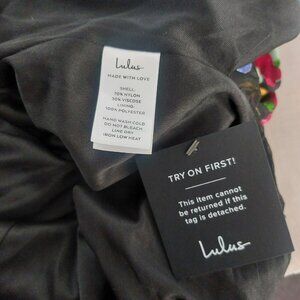 Lulus
MADE WITH LOVE
SHELL:
70% NYLON
30% VISCOSE
LINING:
100% POLYESTER
HAND WASH COLD
DO NOT BLEACH
LINE DRY
IRON LOW HEAT
TRY ON FIRST!
This item cannot
be returned if this
tag is detached.
Lulus